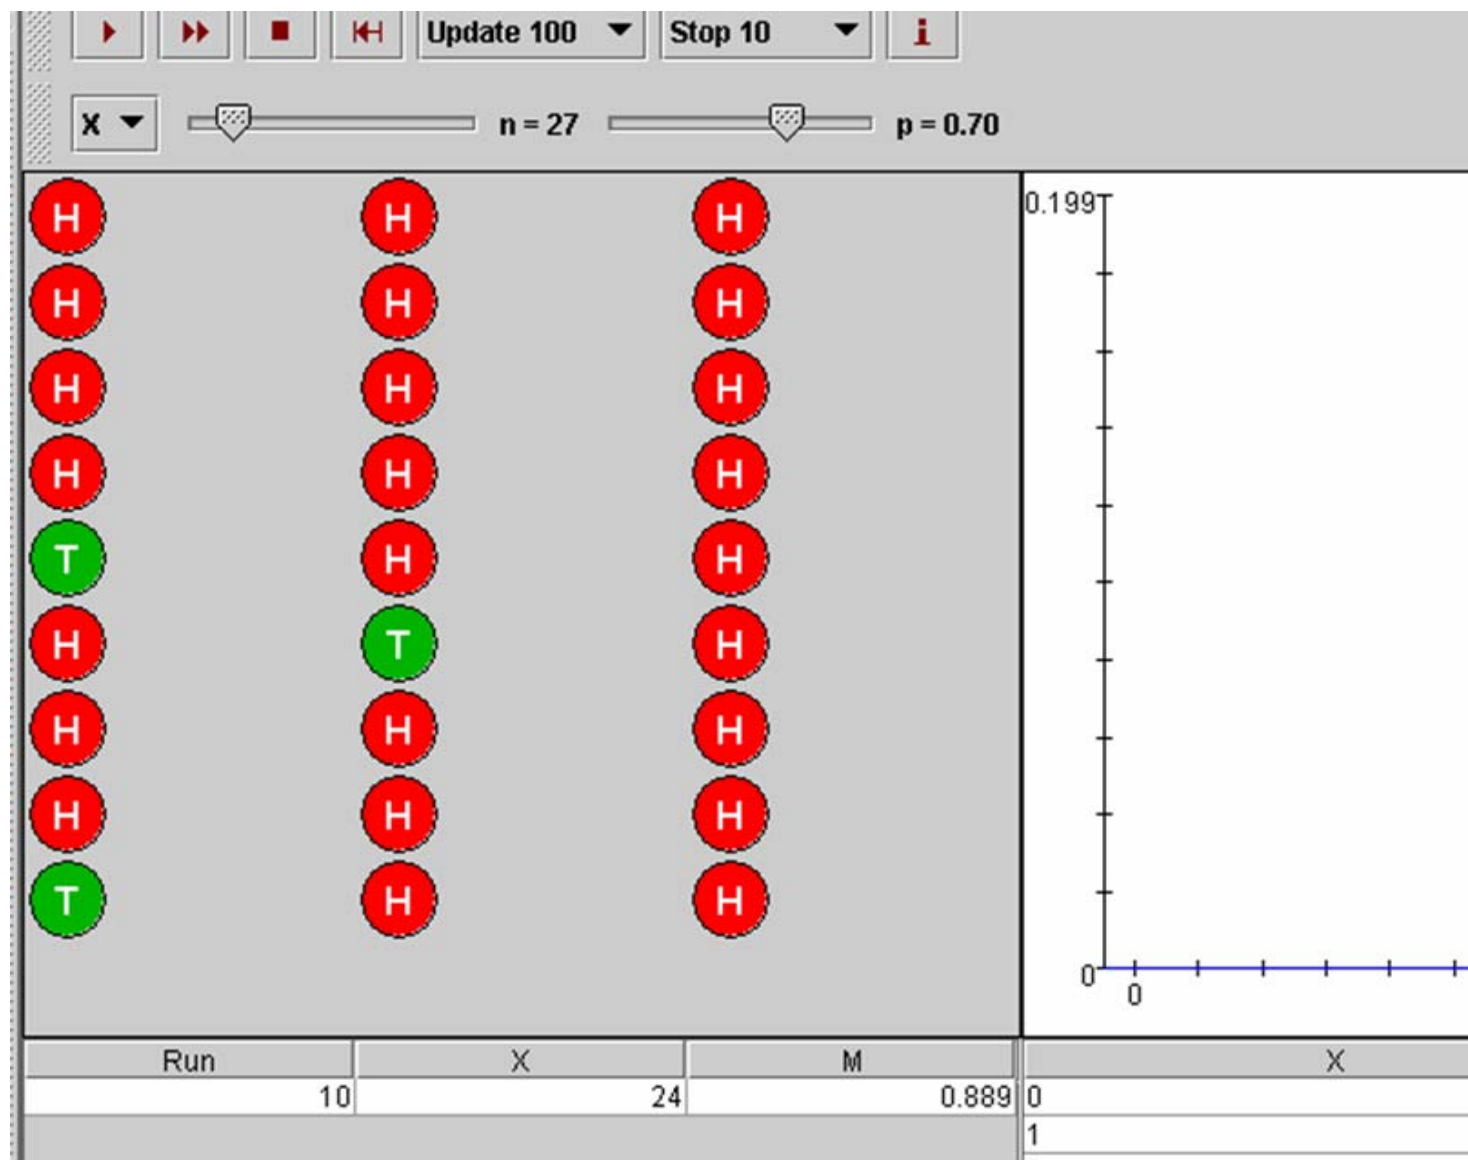 Update 100 Stop 10 i
X n = 27 p = 0.70
H H H 0.199
H H H
H H H
H H H
T H H
H T H
H H H
H H H
T H H
0
0
Run X M X
10 24 0.889 0
1